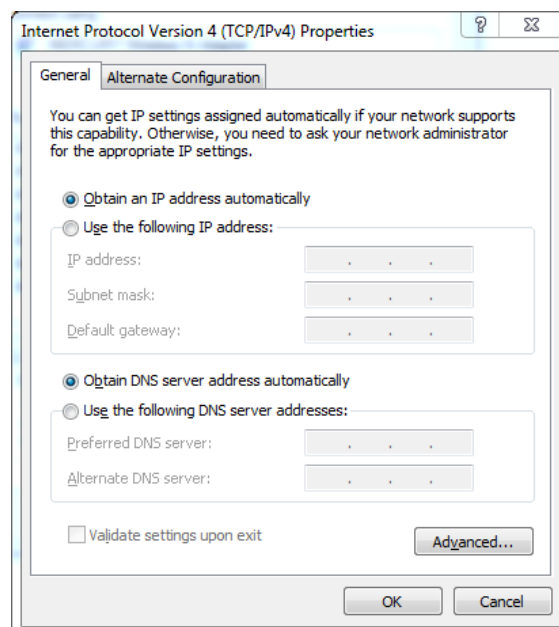 Internet Protocol Version 4 (TCP/IPv4) Properties
General
Alternate Configuration
You can get IP settings assigned automatically if your network supports
this capability. Otherwise, you need to ask your network administrator
for the appropriate IP settings.
Obtain an IP address automatically
Use the following IP address:
IP address:
Subnet mask:
Default gateway:
Obtain DNS server address automatically
Use the following DNS server addresses:
Preferred DNS server:
Alternate DNS server:
Validate settings upon exit
Advanced...
OK
Cancel